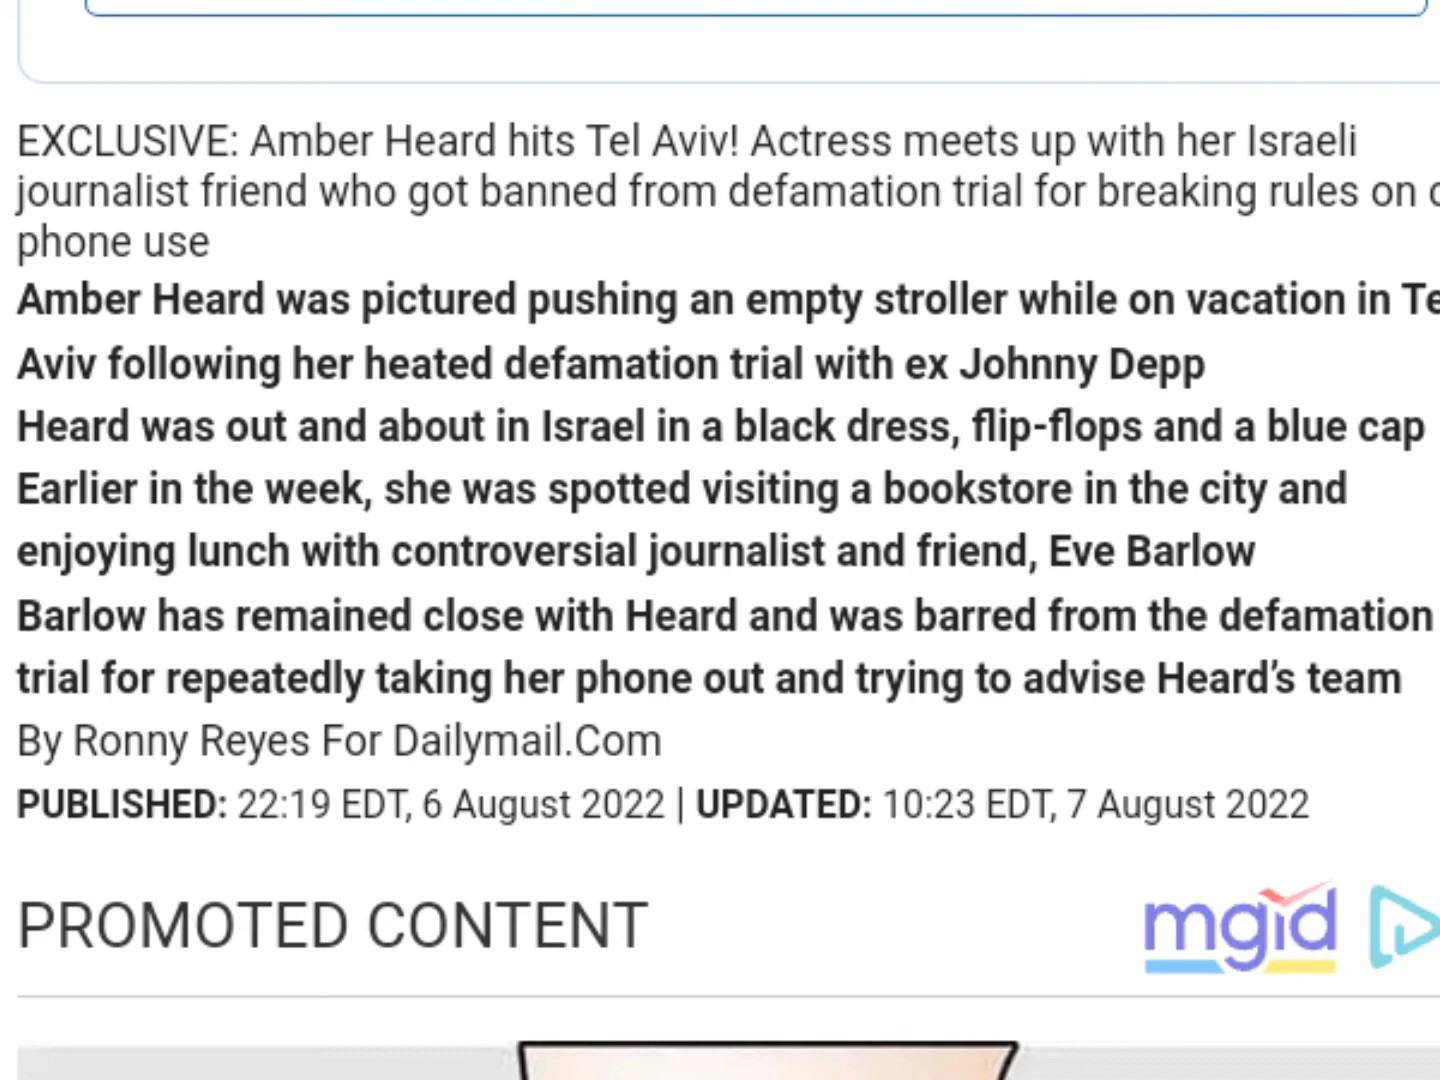 EXCLUSIVE: Amber Heard hits Tel Aviv! Actress meets up with her Israeli
journalist friend who got banned from defamation trial for breaking rules on
phone use
Amber Heard was pictured pushing an empty stroller while on vacation in
Aviv following her heated defamation trial with ex Johnny Depp
Heard was out and about in Israel in a black dress, flip-flops and a blue cap
Earlier in the week, she was spotted visiting a bookstore in the city and
enjoying lunch with controversial journalist and friend, Eve Barlow
Barlow has remained close with Heard and was barred from the defamation
trial for repeatedly taking her phone out and trying to advise Heard’s team
By Ronny Reyes For Dailymail.Com
PUBLISHED: 22:19 EDT, 6 August 2022 | UPDATED: 10:23 EDT, 7 August 2022
PROMOTED CONTENT mgid